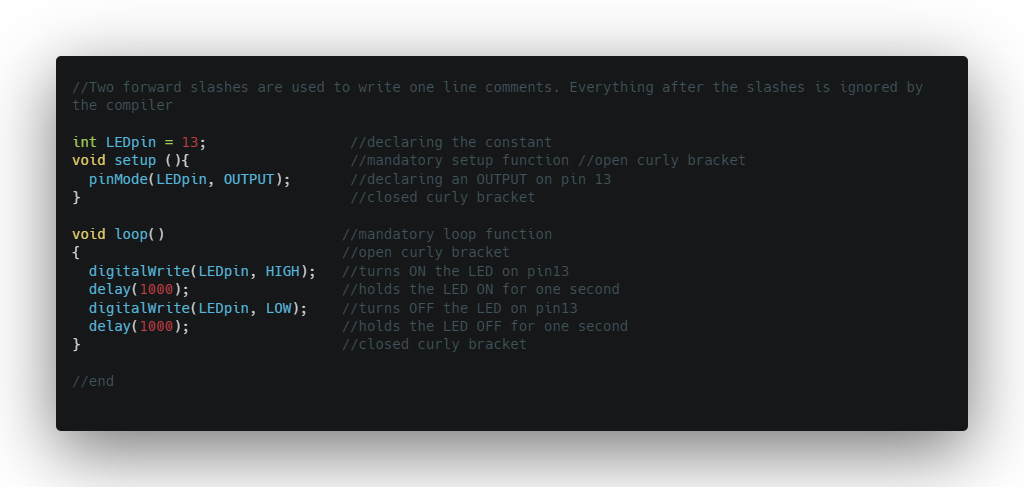 //Two forward slashes are used to write one line comments. Everything after the slashes is ignored by
the compiler
int LEDpin = 13;                 //declaring the constant
void setup (){                   //mandatory setup function //open curly bracket
  pinMode(LEDpin, OUTPUT);       //declaring an OUTPUT on pin 13
}                                //closed curly bracket
void loop()                     //mandatory loop function
{                               //open curly bracket
  digitalWrite(LEDpin, HIGH);   //turns ON the LED on pin13
  delay(1000);                  //holds the LED ON for one second
  digitalWrite(LEDpin, LOW);    //turns OFF the LED on pin13
  delay(1000);                  //holds the LED OFF for one second
}                               //closed curly bracket
//end